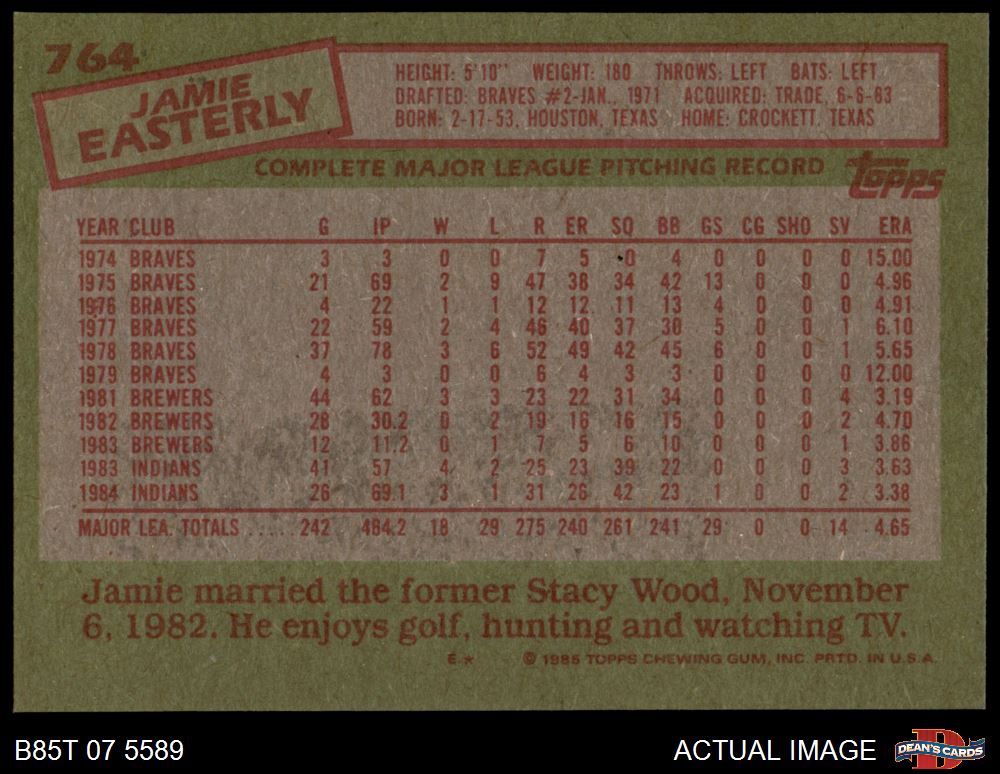 764
JAMIE
EASTERLY
HEIGHT: 5'10" WEIGHT: 180 THROWS: LEFT BATS: LEFT
DRAFTED: BRAVES #2-JAN., 1971 ACQUIRED: TRADE, 6-6-83
BORN: 2-17-53, HOUSTON, TEXAS HOME: CROCKETT, TEXAS
COMPLETE MAJOR LEAGUE PITCHING RECORD
topps
YEAR CLUB G IP W L R ER SO BB GS CG SHO SV ERA
1974 BRAVES 3 3 0 0 7 5 0 4 0 0 0 0 15.00
1975 BRAVES 21 69 2 9 47 38 34 42 13 0 0 0 4.96
1976 BRAVES 4 22 1 1 12 12 11 13 4 0 0 0 4.91
1977 BRAVES 22 59 2 4 46 40 37 30 5 0 0 1 6.10
1978 BRAVES 37 78 3 6 52 49 42 45 6 0 0 1 5.65
1979 BRAVES 4 3 0 0 6 4 3 3 0 0 0 0 12.00
1981 BREWERS 44 62 3 3 23 22 31 34 0 0 0 4 3.19
1982 BREWERS 28 30.2 0 2 19 16 16 15 0 0 0 2 4.70
1983 BREWERS 12 11.2 0 1 7 5 6 10 0 0 0 1 3.86
1983 INDIANS 41 57 4 2 25 23 39 22 0 0 0 3 3.63
1984 INDIANS 26 69.1 3 1 31 26 42 23 1 0 0 2 3.38
MAJOR LEA. TOTALS ..... 242 464.2 18 29 275 240 261 241 29 0 0 14 4.65
Jamie married the former Stacy Wood, November
6, 1982. He enjoys golf, hunting and watching TV.
E* © 1985 TOPPS CHEWING GUM, INC. PRTD. IN U.S.A.
B85T 07 5589 ACTUAL IMAGE
D
DEAN'S CARDS